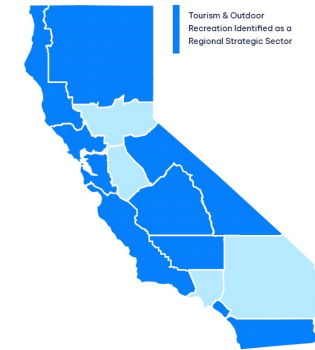 Tourism & Outdoor
Recreation Identified as a
Regional Strategic Sector